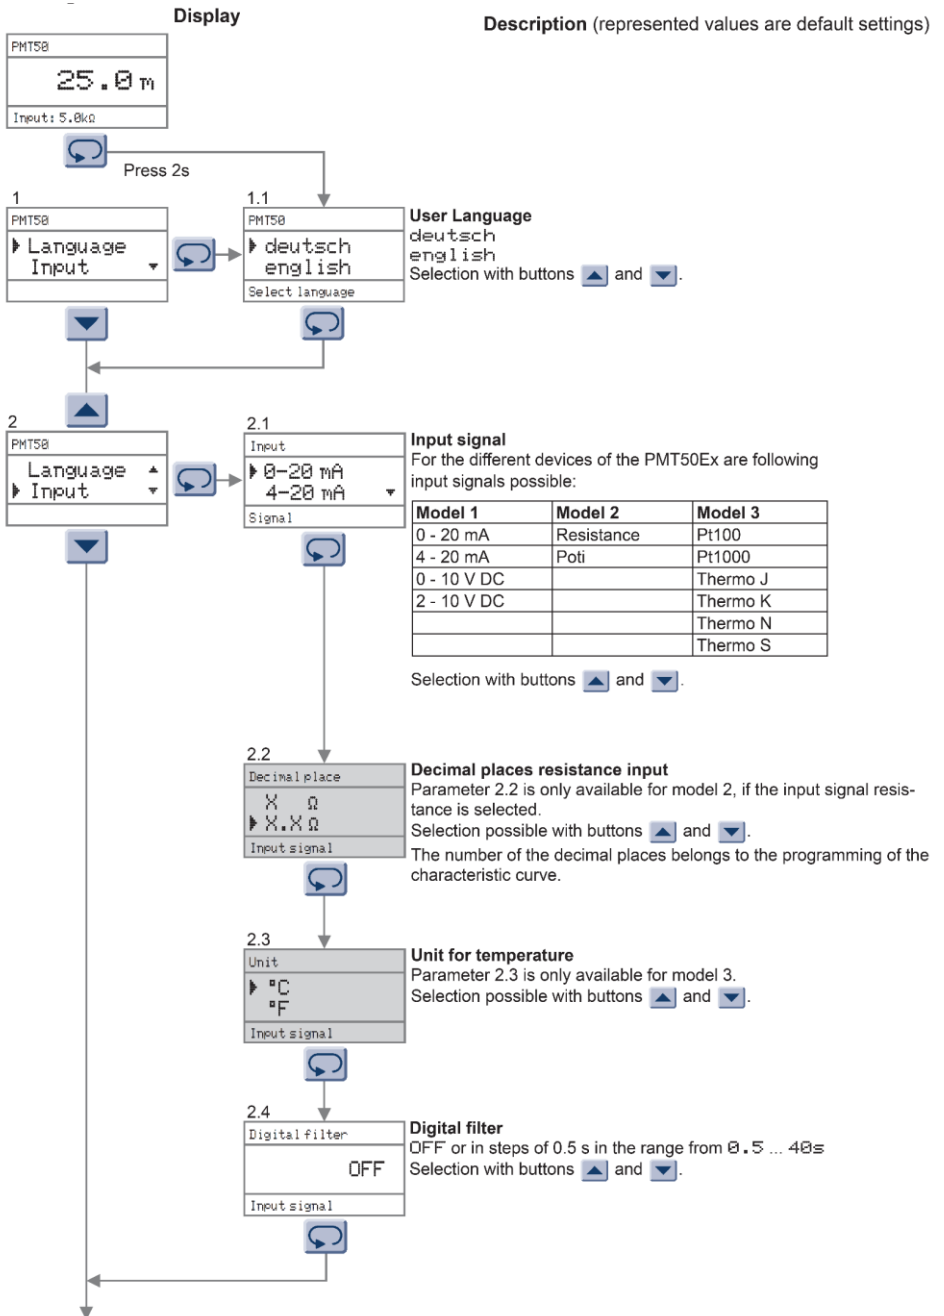 Display
Description (represented values are default settings)
PMT50
25.0 m
Input: 5.0kΩ
Press 2s
1
PMT50
Language
Input
1.1
PMT50
deutsch
english
Select language
User Language
deutsch
english
Selection with buttons and .
2
PMT50
Language
Input
2.1
Input
0-20 mA
4-20 mA
Signal
Input signal
For the different devices of the PMT50Ex are following
input signals possible:
Model 1 Model 2 Model 3
0 - 20 mA Resistance Pt100
4 - 20 mA Poti Pt1000
0 - 10 V DC Thermo J
2 - 10 V DC Thermo K
Thermo N
Thermo S
Selection with buttons and .
2.2
Decimal place
X Ω
X.X Ω
Input signal
Decimal places resistance input
Parameter 2.2 is only available for model 2, if the input signal resis-
tance is selected.
Selection possible with buttons and .
The number of the decimal places belongs to the programming of the
characteristic curve.
2.3
Unit
°C
°F
Input signal
Unit for temperature
Parameter 2.3 is only available for model 3.
Selection possible with buttons and .
2.4
Digital filter
OFF
Input signal
Digital filter
OFF or in steps of 0.5 s in the range from 0.5 ... 40s
Selection with buttons and .